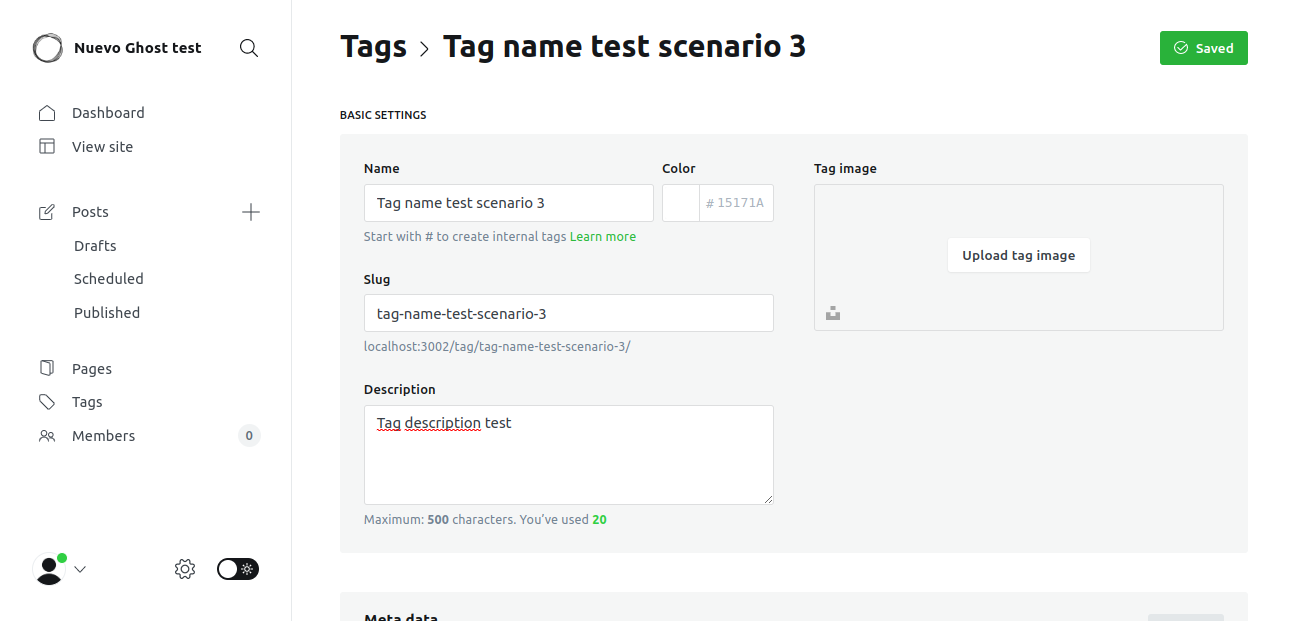 Nuevo Ghost test
Dashboard
View site
Posts
Drafts
Scheduled
Published
Pages
Tags
Members 0
Tags > Tag name test scenario 3
Saved
BASIC SETTINGS
Name
Tag name test scenario 3
Start with # to create internal tags Learn more
Color
# 15171A
Slug
tag-name-test-scenario-3
localhost:3002/tag/tag-name-test-scenario-3/
Description
Tag description test
Maximum: 500 characters. You've used 20
Tag image
Upload tag image
Meta data